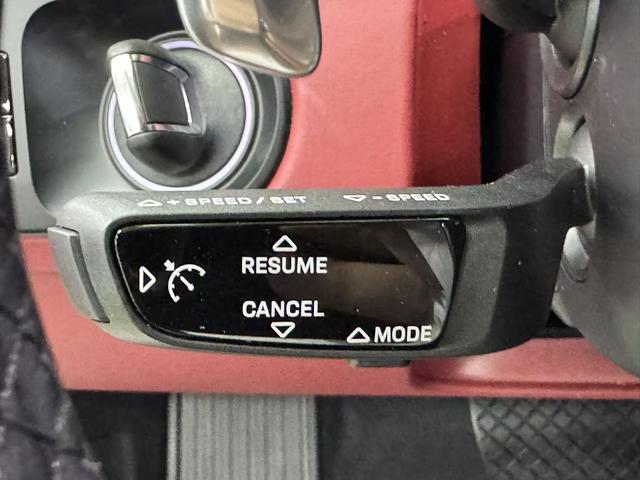 + SPEED / SET
- SPEED
RESUME
CANCEL
MODE